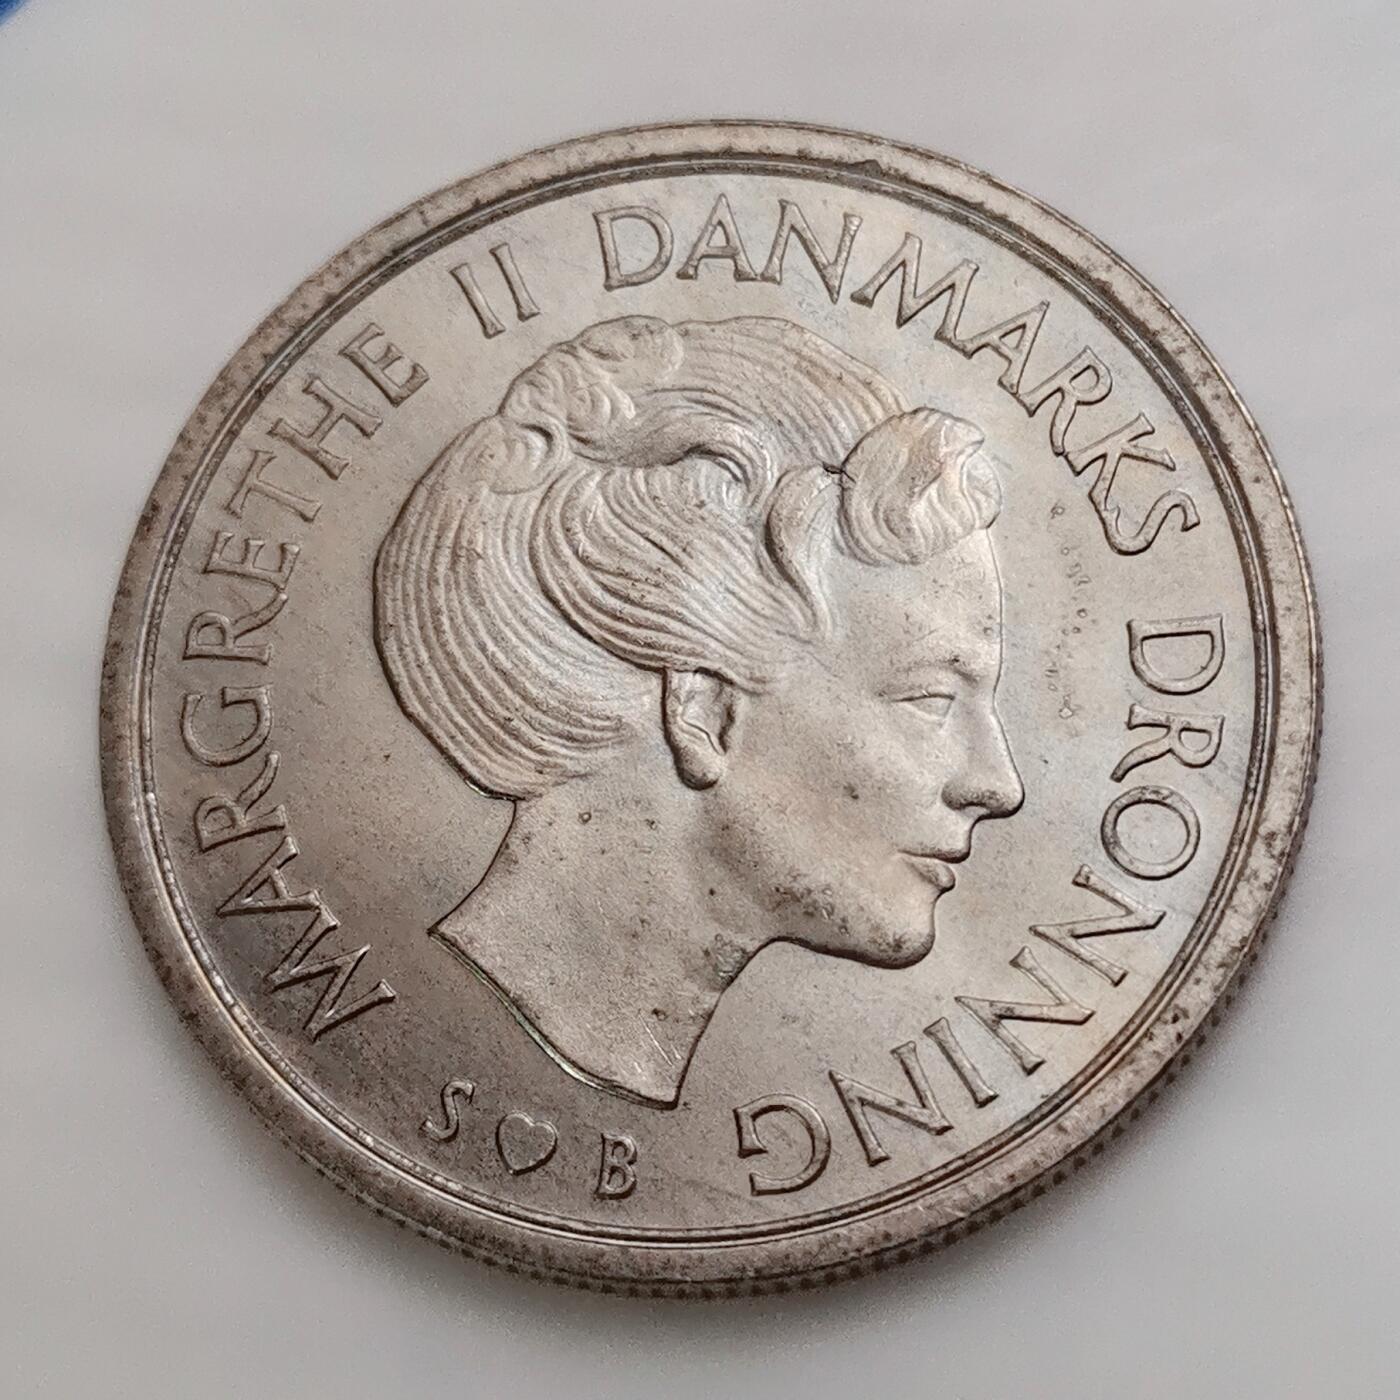 MARGRETHE II DANMARKS DRONNING
S♥B